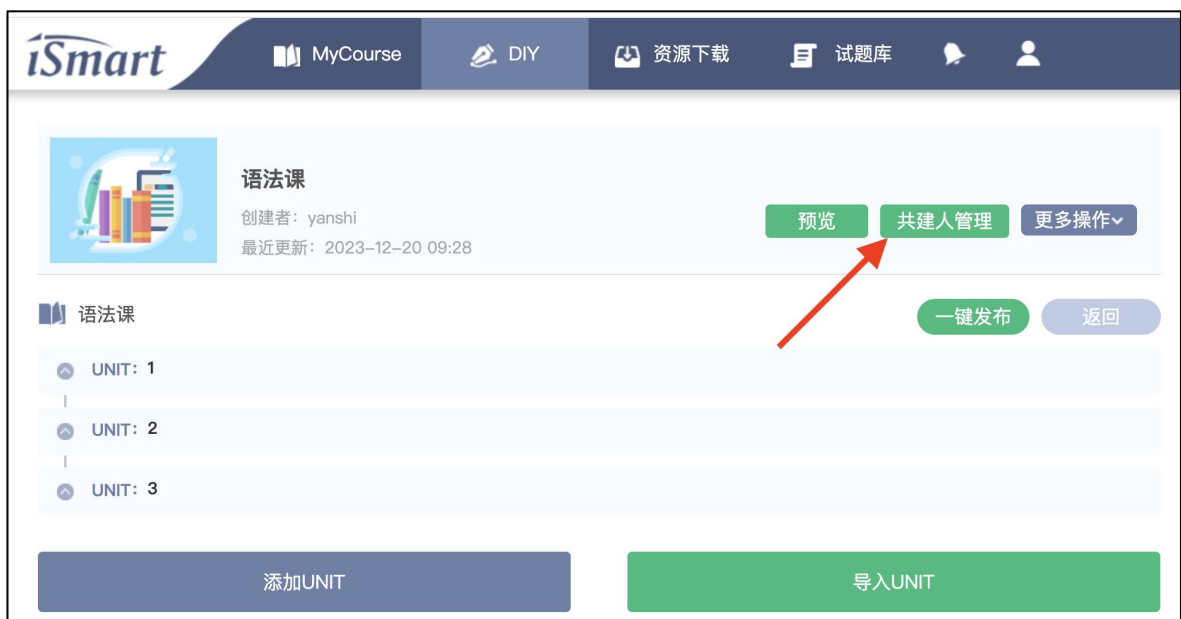 iSmart MyCourse DIY 资源下载 试题库
语法课
创建者：yanshi
最近更新：2023-12-20 09:28
预览 共建人管理 更多操作
语法课
一键发布 返回
UNIT：1
UNIT：2
UNIT：3
添加UNIT 导入UNIT